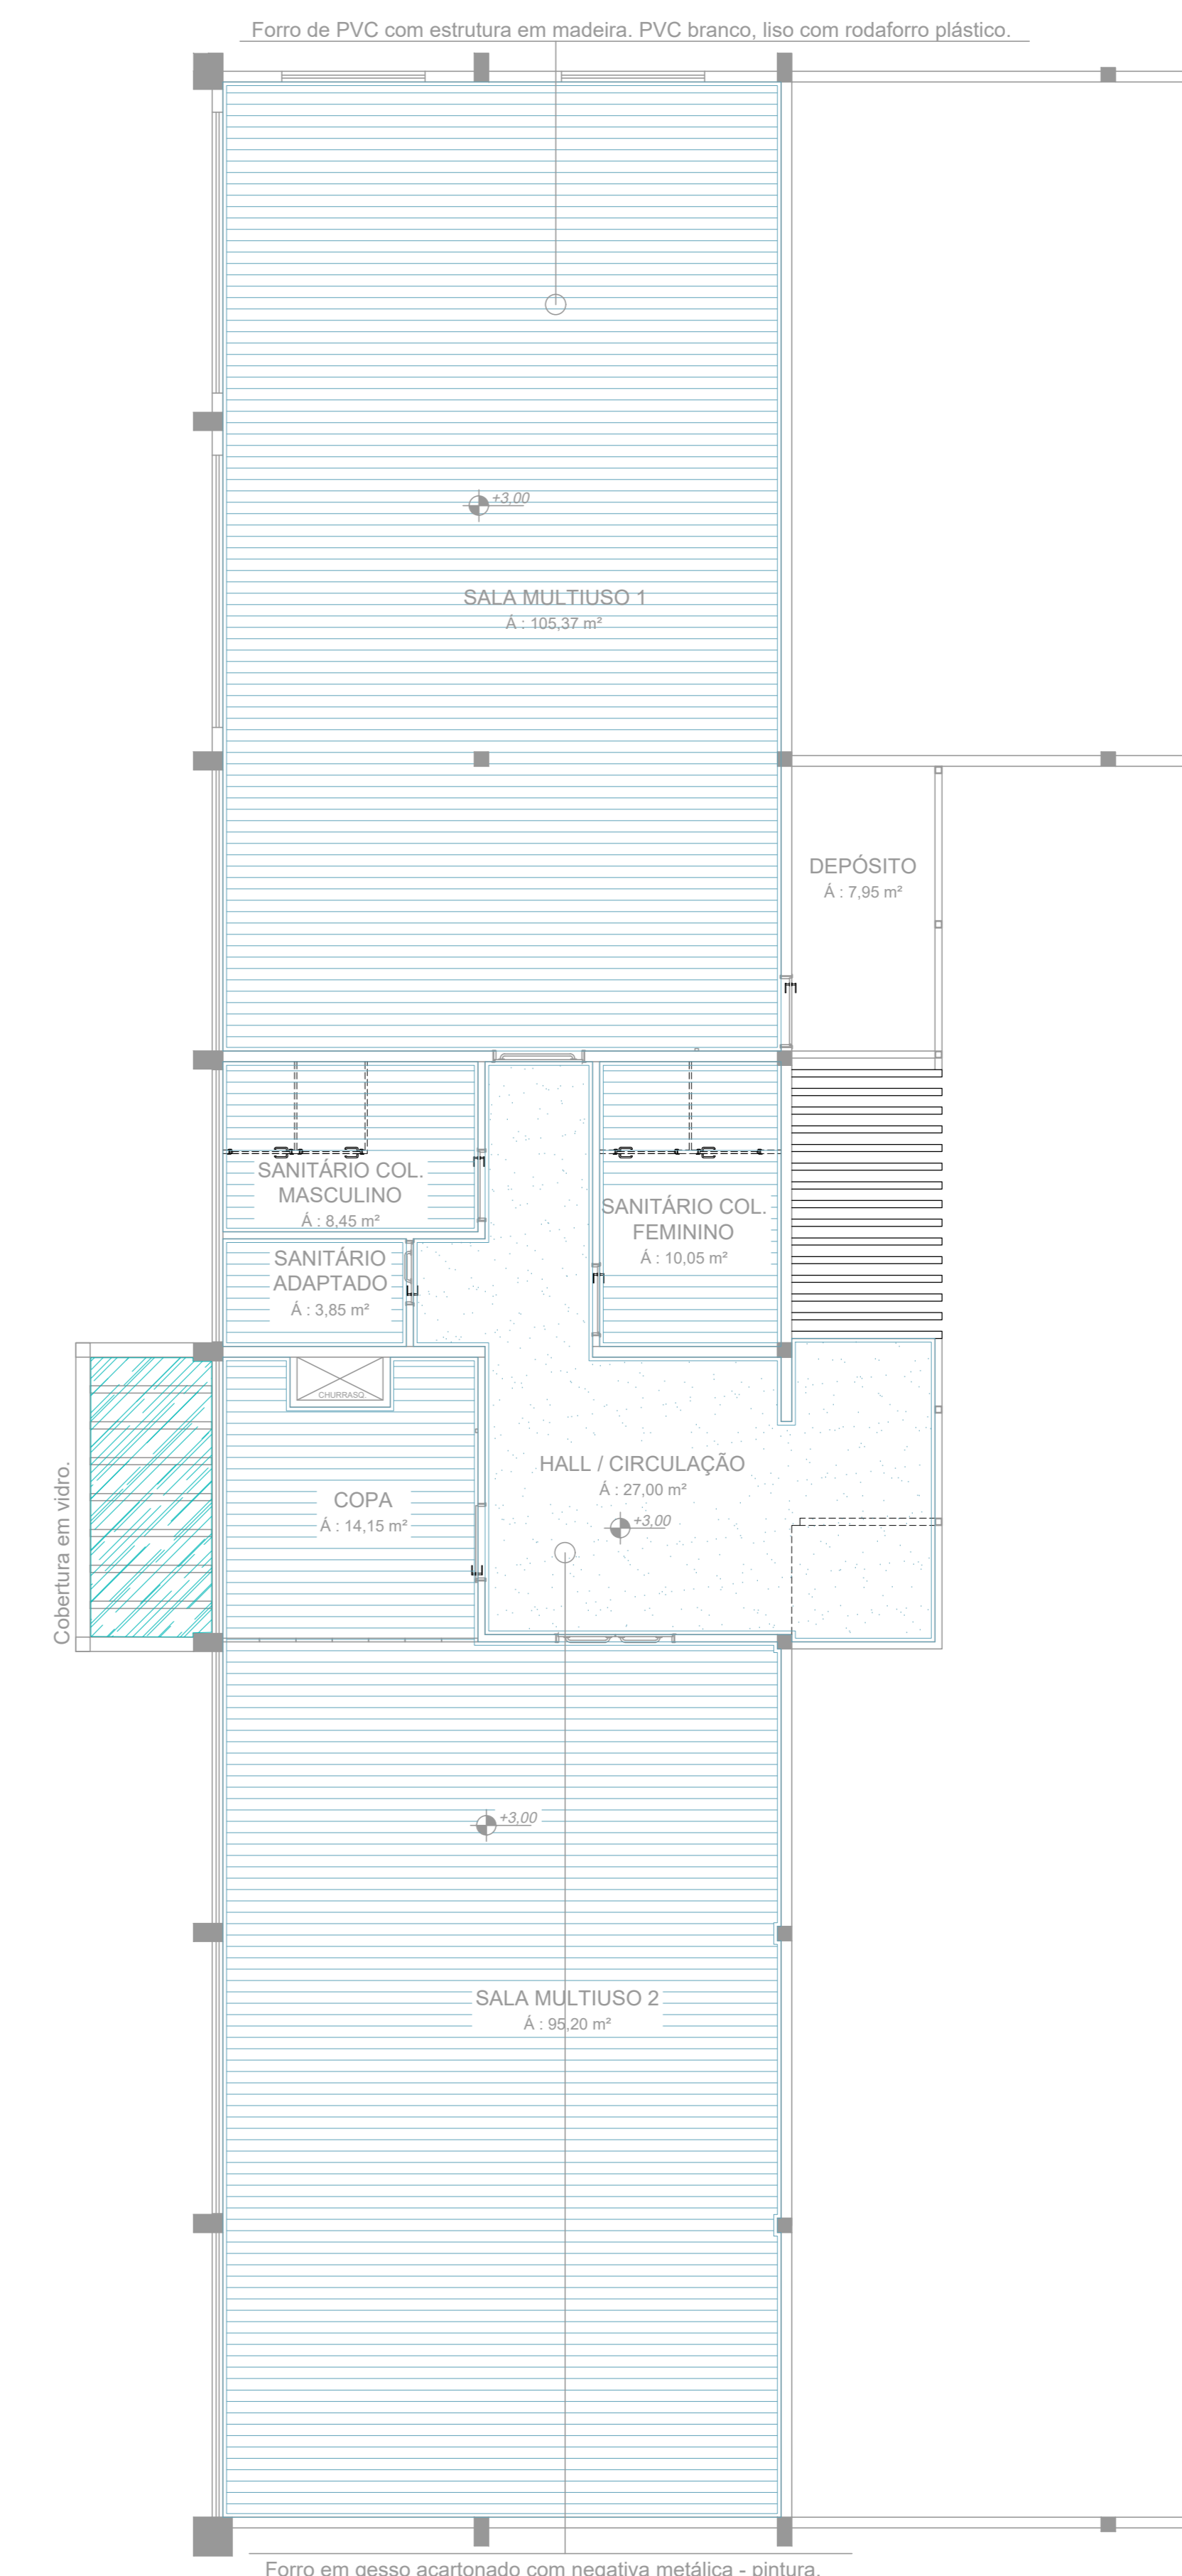 Forro de PVC com estrutura em madeira. PVC branco, liso com rodaforro plástico.
+3,00
SALA MULTIUSO 1
Á : 105,37 m²
DEPÓSITO
Á : 7,95 m²
SANITÁRIO COL.
MASCULINO
Á : 8,45 m²
SANITÁRIO COL.
FEMININO
Á : 10,05 m²
SANITÁRIO
ADAPTADO
Á : 3,85 m²
CHURRASQ.
HALL / CIRCULAÇÃO
Á : 27,00 m²
+3,00
COPA
Á : 14,15 m²
Cobertura em vidro.
+3,00
SALA MULTIUSO 2
Á : 95,20 m²
Forro em gesso acartonado com negativa metálica - pintura.